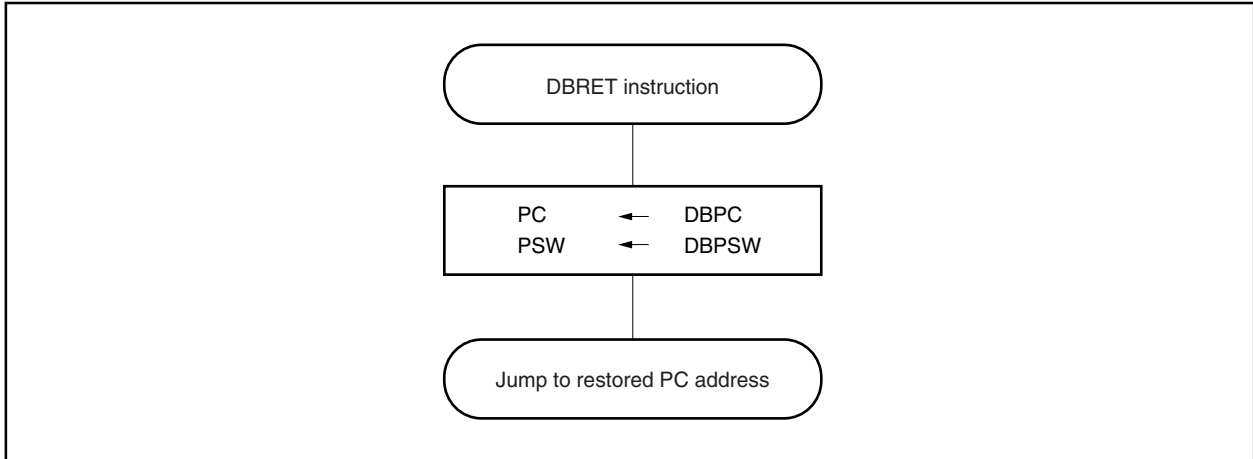 DBRET instruction
PC ← DBPC
PSW ← DBPSW
Jump to restored PC address